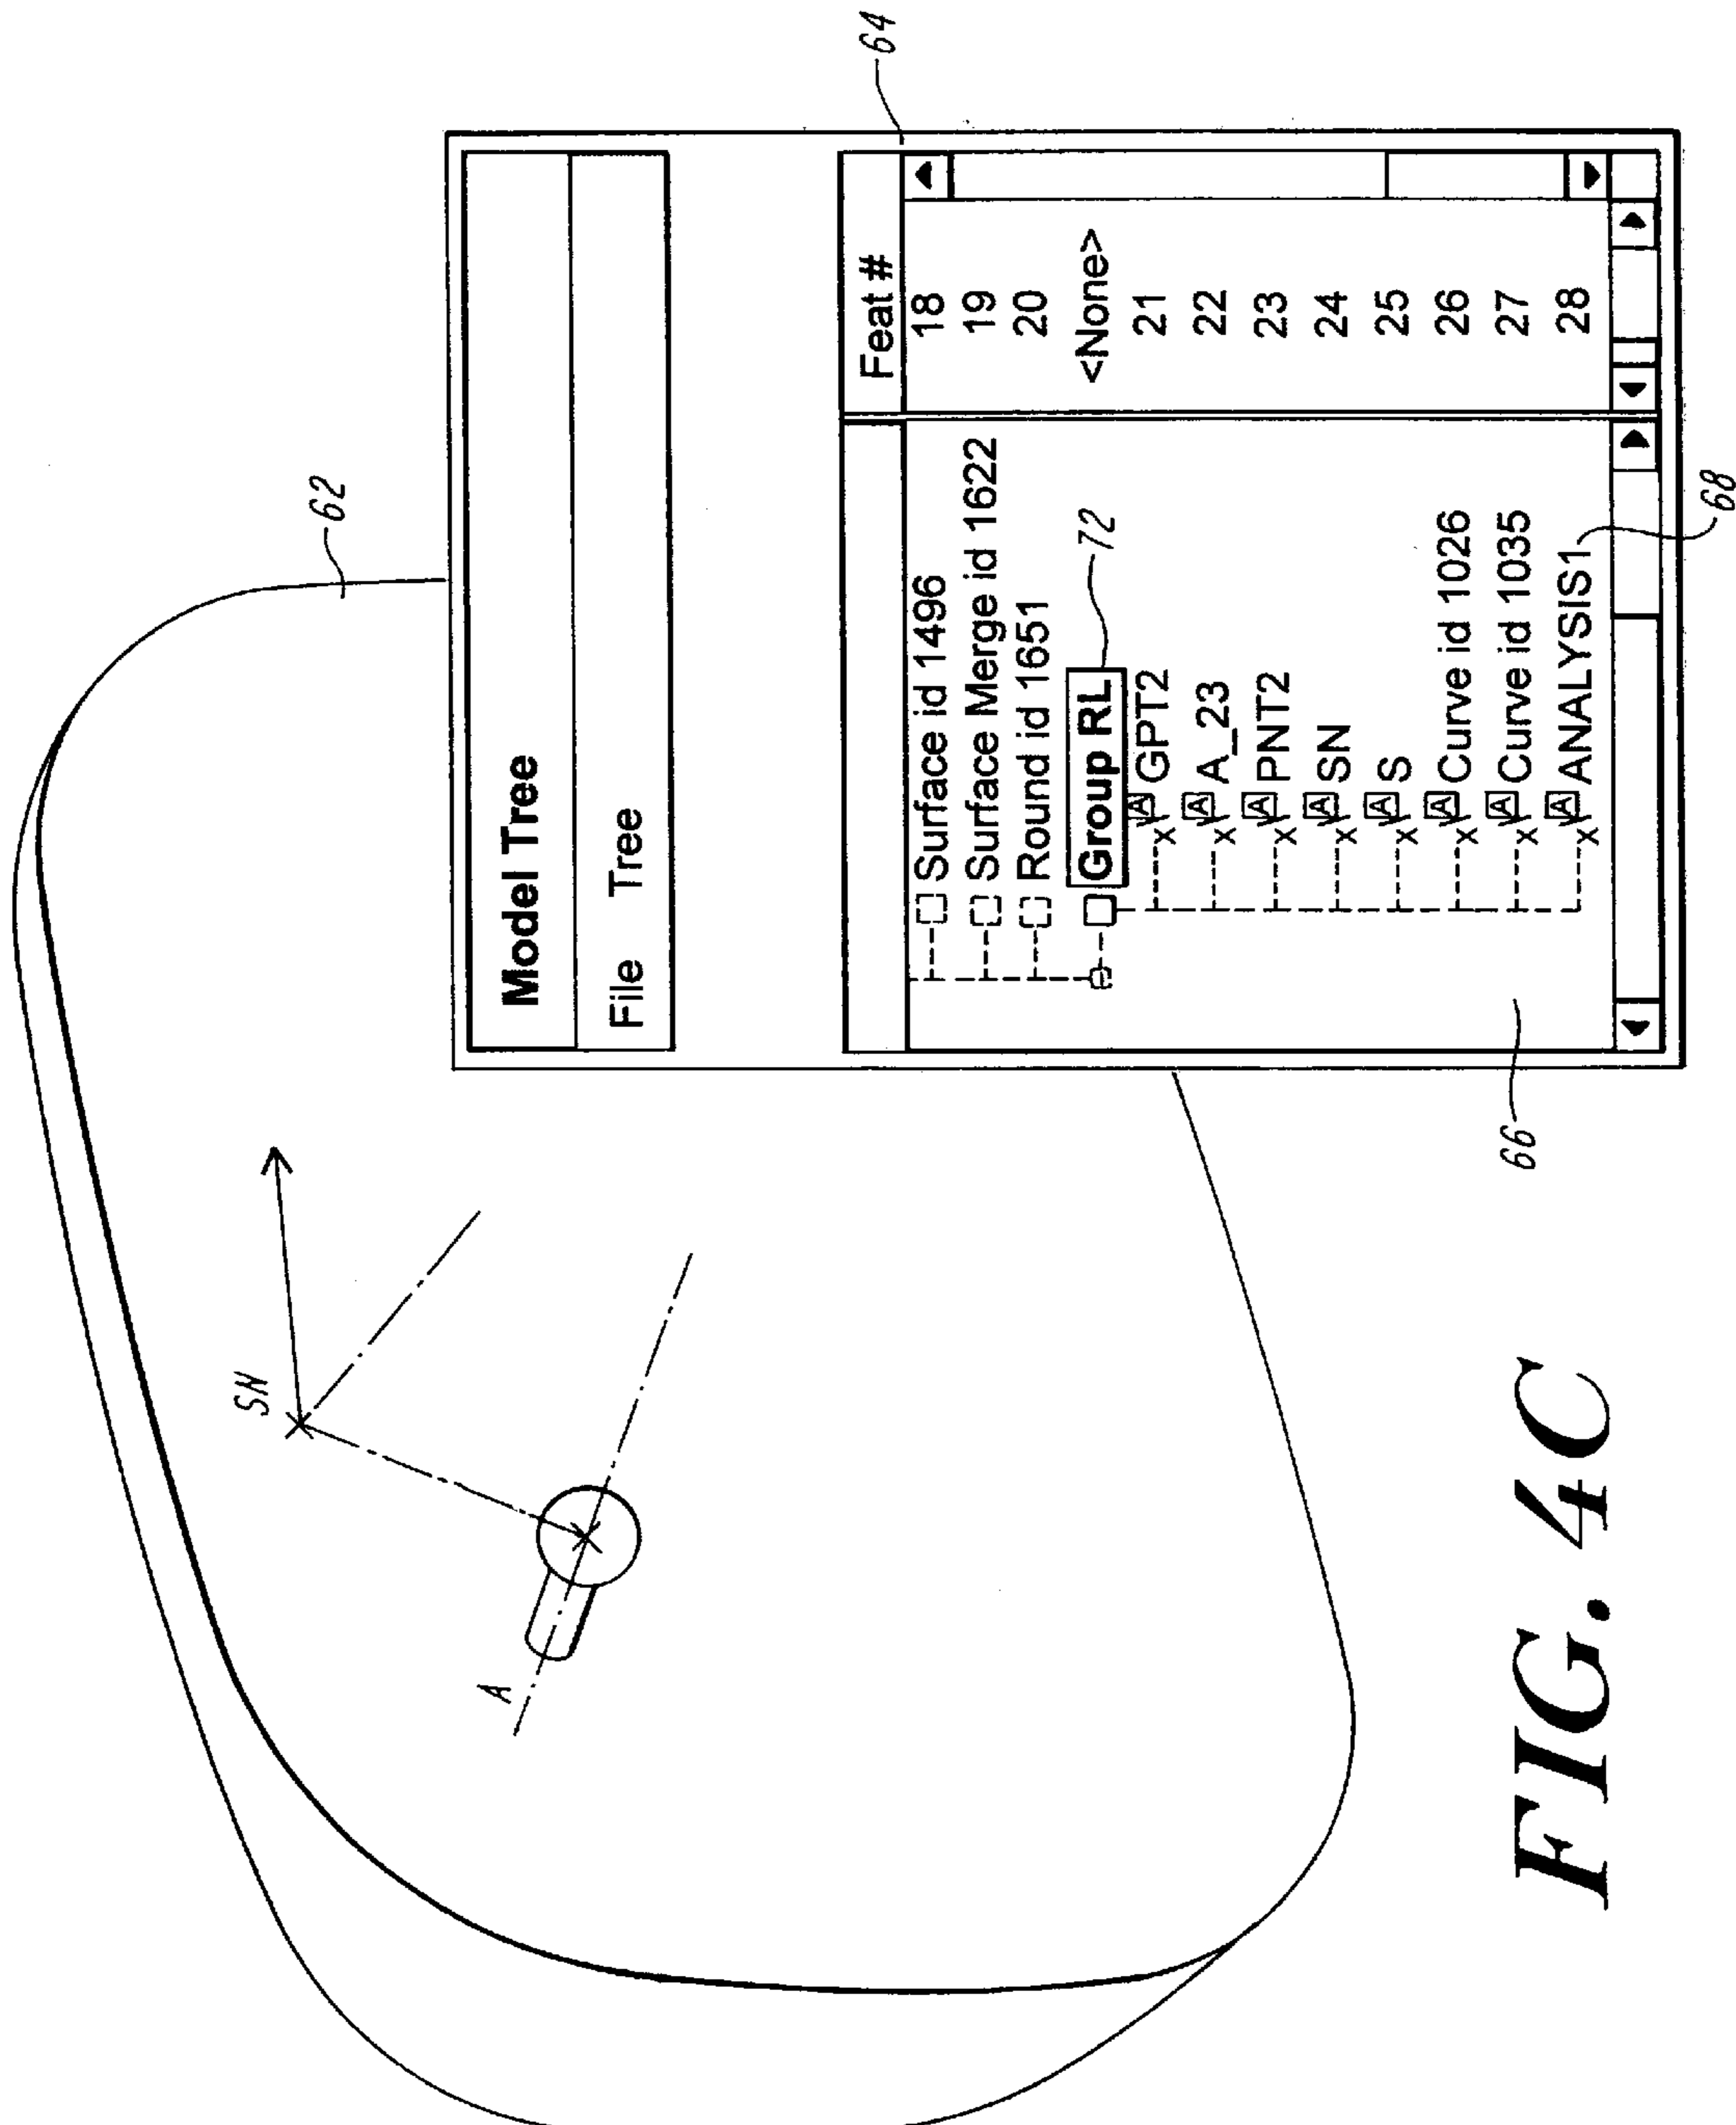 62
SN
A
Model Tree
File Tree
64
Feat #
Surface id 1496 18
Surface Merge id 1622 19
Round id 1651 20
Group RL <None>
72
A GPT2 21
x A A_23 22
x A PNT2 23
x A SN 24
x A S 25
x A Curve id 1026 26
x A Curve id 1035 27
x A ANALYSIS1 28
66
68
FIG. 4C